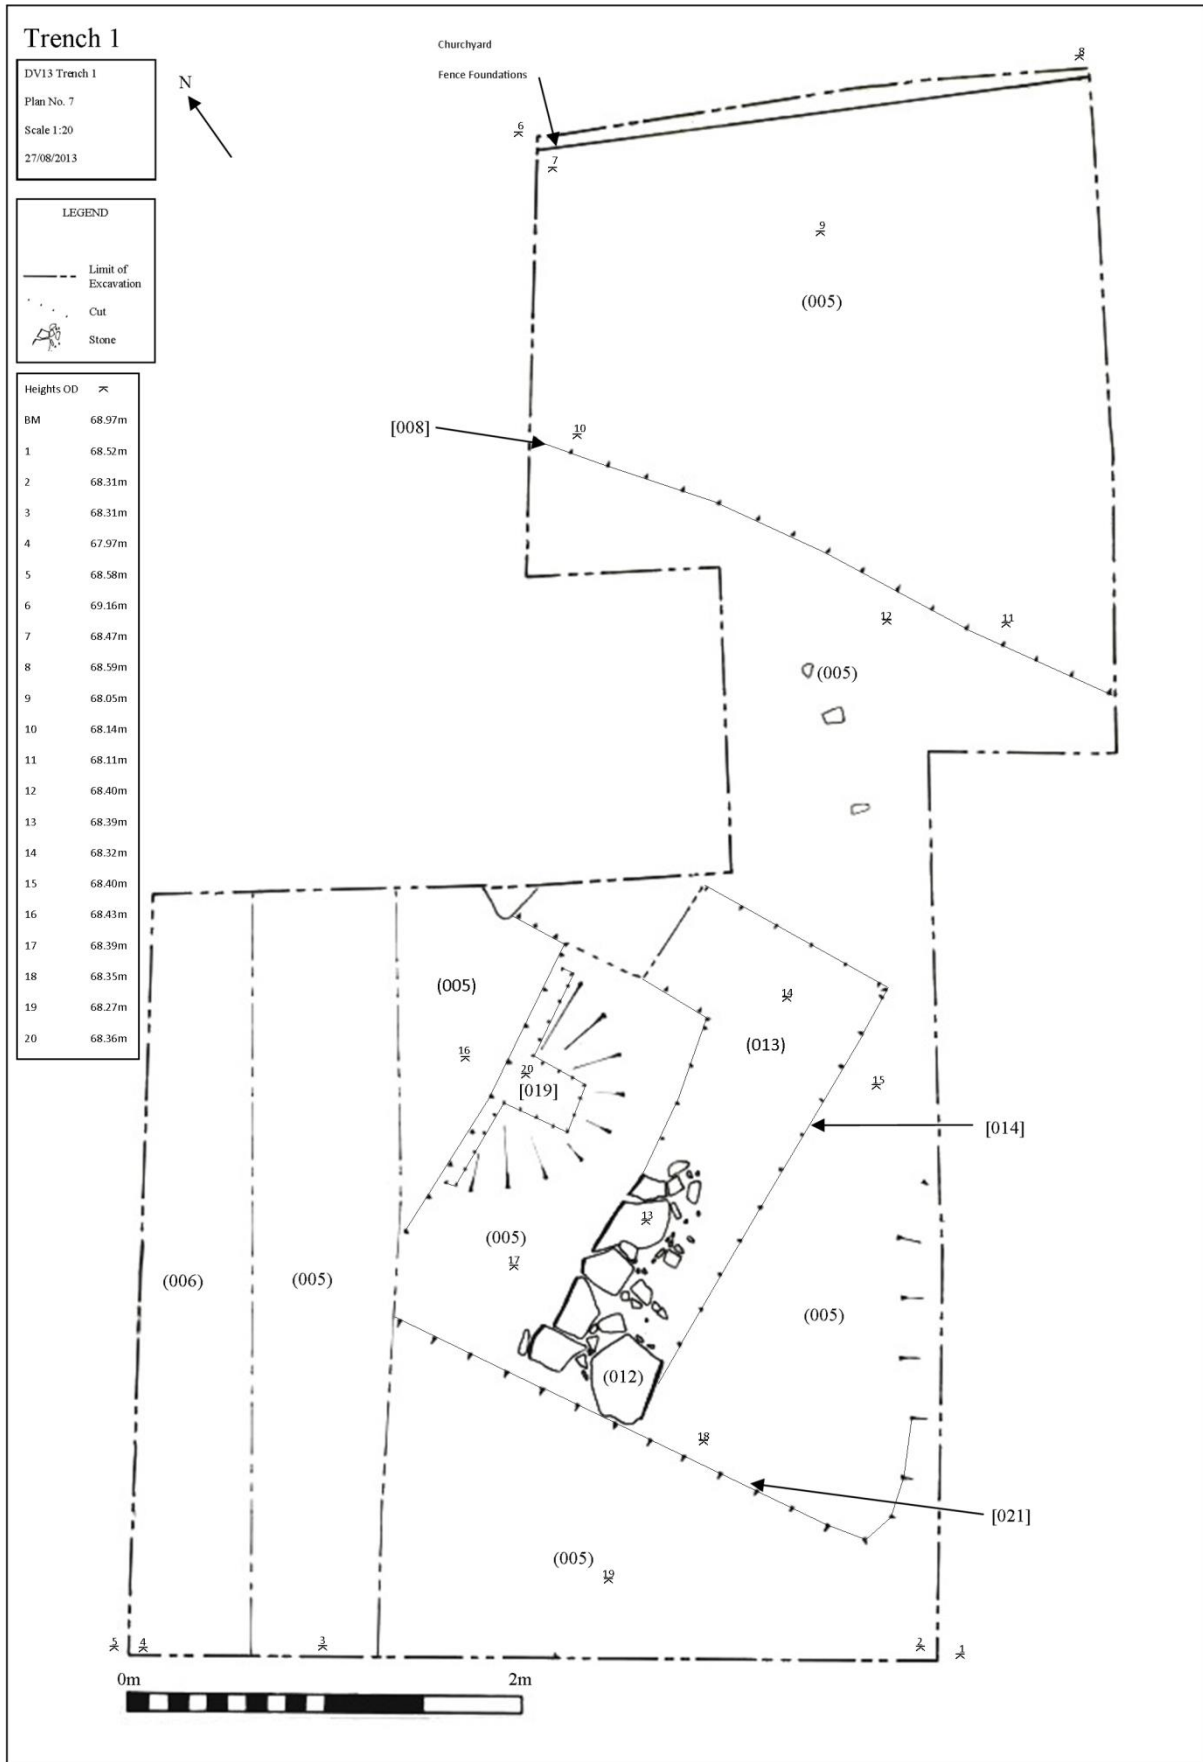 Trench 1
DV13 Trench 1
Plan No. 7
Scale 1:20
27/08/2013
N
LEGEND
Limit of
Excavation
Cut
Stone
Heights OD
BM 68.97m
1 68.52m
2 68.31m
3 68.31m
4 67.97m
5 68.58m
6 69.16m
7 68.47m
8 68.59m
9 68.05m
10 68.14m
11 68.11m
12 68.40m
13 68.39m
14 68.32m
15 68.40m
16 68.43m
17 68.39m
18 68.35m
19 68.27m
20 68.36m
Churchyard
Fence Foundations
8
6
7
9
(005)
[008]
10
12
11
(005)
(005)
14
(013)
16
20
[019]
15
[014]
13
(005)
17
(006)
(005)
(005)
(012)
18
[021]
(005)
19
5
4
3
2
1
0m
2m